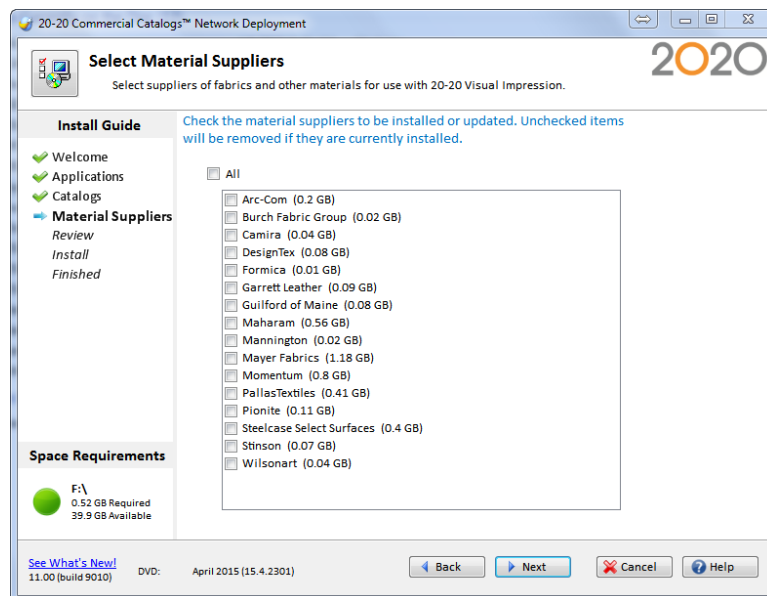 20-20 Commercial Catalogs™ Network Deployment
Select Material Suppliers
Select suppliers of fabrics and other materials for use with 20-20 Visual Impression.
2020
Install Guide
Welcome
Applications
Catalogs
Material Suppliers
Review
Install
Finished
Check the material suppliers to be installed or updated. Unchecked items
will be removed if they are currently installed.
All
Arc-Com (0.2 GB)
Burch Fabric Group (0.02 GB)
Camira (0.04 GB)
DesignTex (0.08 GB)
Formica (0.01 GB)
Garrett Leather (0.09 GB)
Guilford of Maine (0.08 GB)
Maharam (0.56 GB)
Mannington (0.02 GB)
Mayer Fabrics (1.18 GB)
Momentum (0.8 GB)
PallasTextiles (0.41 GB)
Pionite (0.11 GB)
Steelcase Select Surfaces (0.4 GB)
Stinson (0.07 GB)
Wilsonart (0.04 GB)
Space Requirements
F:\
0.52 GB Required
39.9 GB Available
See What's New!
11.00 (build 9010)
DVD:
April 2015 (15.4.2301)
Back
Next
Cancel
Help